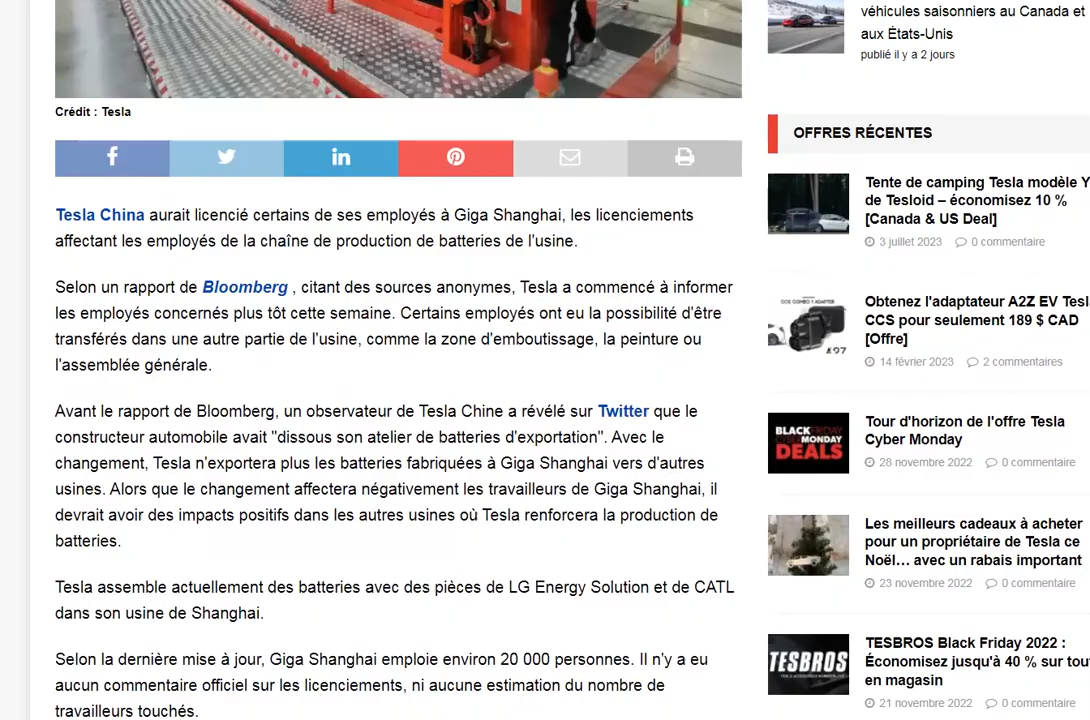 Crédit : Tesla
Tesla China aurait licencié certains de ses employés à Giga Shanghai, les licenciements
affectant les employés de la chaîne de production de batteries de l'usine.
Selon un rapport de Bloomberg , citant des sources anonymes, Tesla a commencé à informer
les employés concernés plus tôt cette semaine. Certains employés ont eu la possibilité d'être
transférés dans une autre partie de l'usine, comme la zone d'emboutissage, la peinture ou
l'assemblée générale.
Avant le rapport de Bloomberg, un observateur de Tesla Chine a révélé sur Twitter que le
constructeur automobile avait "dissous son atelier de batteries d'exportation". Avec le
changement, Tesla n'exportera plus les batteries fabriquées à Giga Shanghai vers d'autres
usines. Alors que le changement affectera négativement les travailleurs de Giga Shanghai, il
devrait avoir des impacts positifs dans les autres usines où Tesla renforcera la production de
batteries.
Tesla assemble actuellement des batteries avec des pièces de LG Energy Solution et de CATL
dans son usine de Shanghai.
Selon la dernière mise à jour, Giga Shanghai emploie environ 20 000 personnes. Il n'y a eu
aucun commentaire officiel sur les licenciements, ni aucune estimation du nombre de
travailleurs touchés.
véhicules saisonniers au Canada et
aux États-Unis
publié il y a 2 jours
OFFRES RÉCENTES
Tente de camping Tesla modèle Y
de Tesloid – économisez 10 %
[Canada & US Deal]
3 juillet 2023 0 commentaire
Obtenez l'adaptateur A2Z EV Tesl
CCS pour seulement 189 $ CAD
[Offre]
14 février 2023 2 commentaires
BLACK FRIDAY
CYBER MONDAY
DEALS
Tour d'horizon de l'offre Tesla
Cyber Monday
28 novembre 2022 0 commentaire
Les meilleurs cadeaux à acheter
pour un propriétaire de Tesla ce
Noël… avec un rabais important
23 novembre 2022 0 commentaire
TESBROS
TESBROS Black Friday 2022 :
Économisez jusqu'à 40 % sur tou
en magasin
21 novembre 2022 0 commentaire